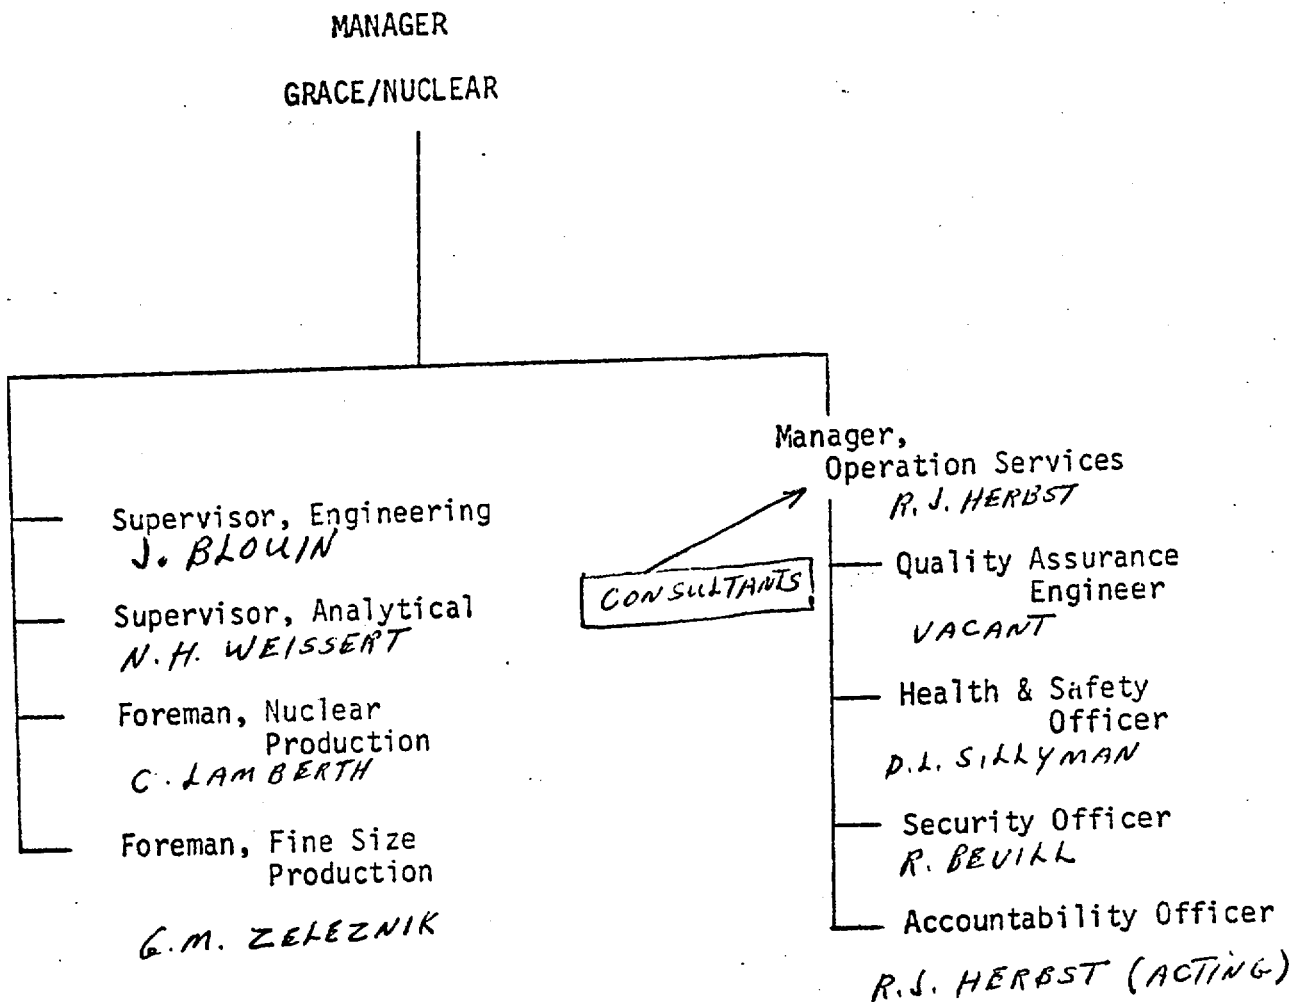 MANAGER
GRACE/NUCLEAR
Supervisor, Engineering
J. BLOUIN
Supervisor, Analytical
N.H. WEISSERT
Foreman, Nuclear
Production
C. LAMBERTH
Foreman, Fine Size
Production
G.M. ZELEZNIK
CONSULTANTS
Manager,
Operation Services
R.J. HERBST
Quality Assurance
Engineer
VACANT
Health & Safety
Officer
D.L. SILLYMAN
Security Officer
R. BEVILL
Accountability Officer
R.J. HERBST (ACTING)